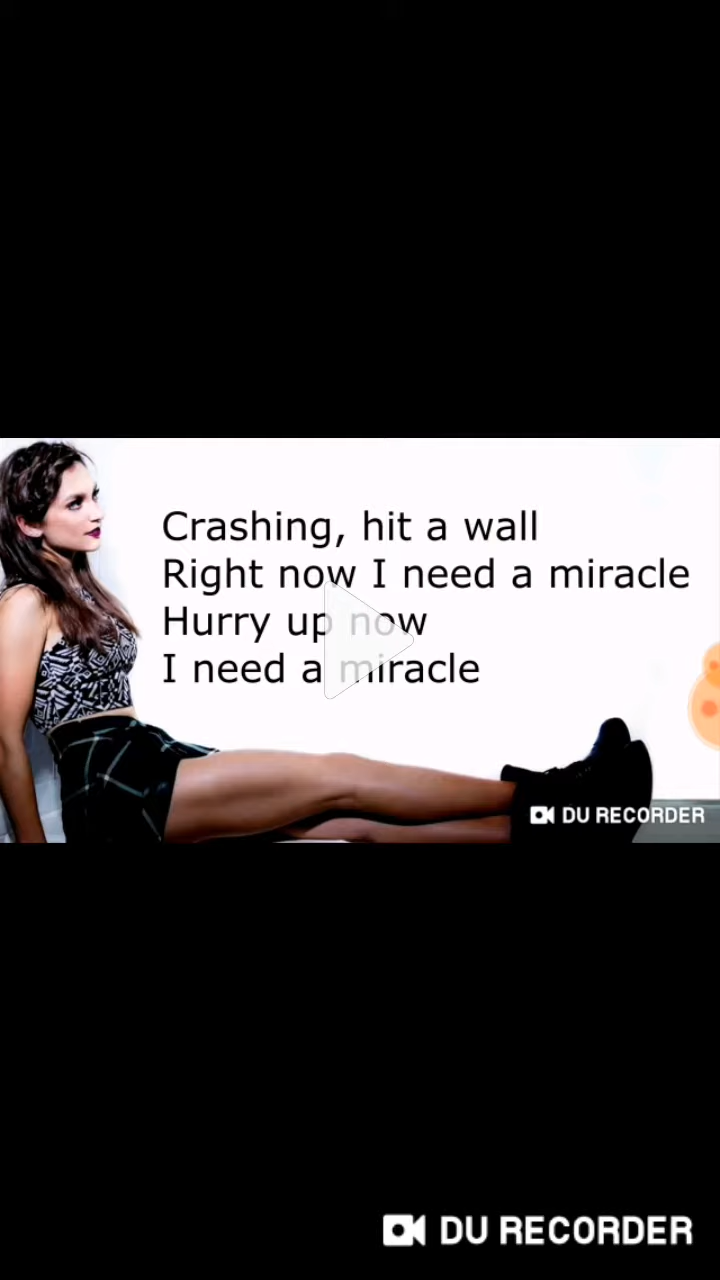 Crashing, hit a wall
Right now I need a miracle
Hurry up now
I need a miracle
DU RECORDER
DU RECORDER